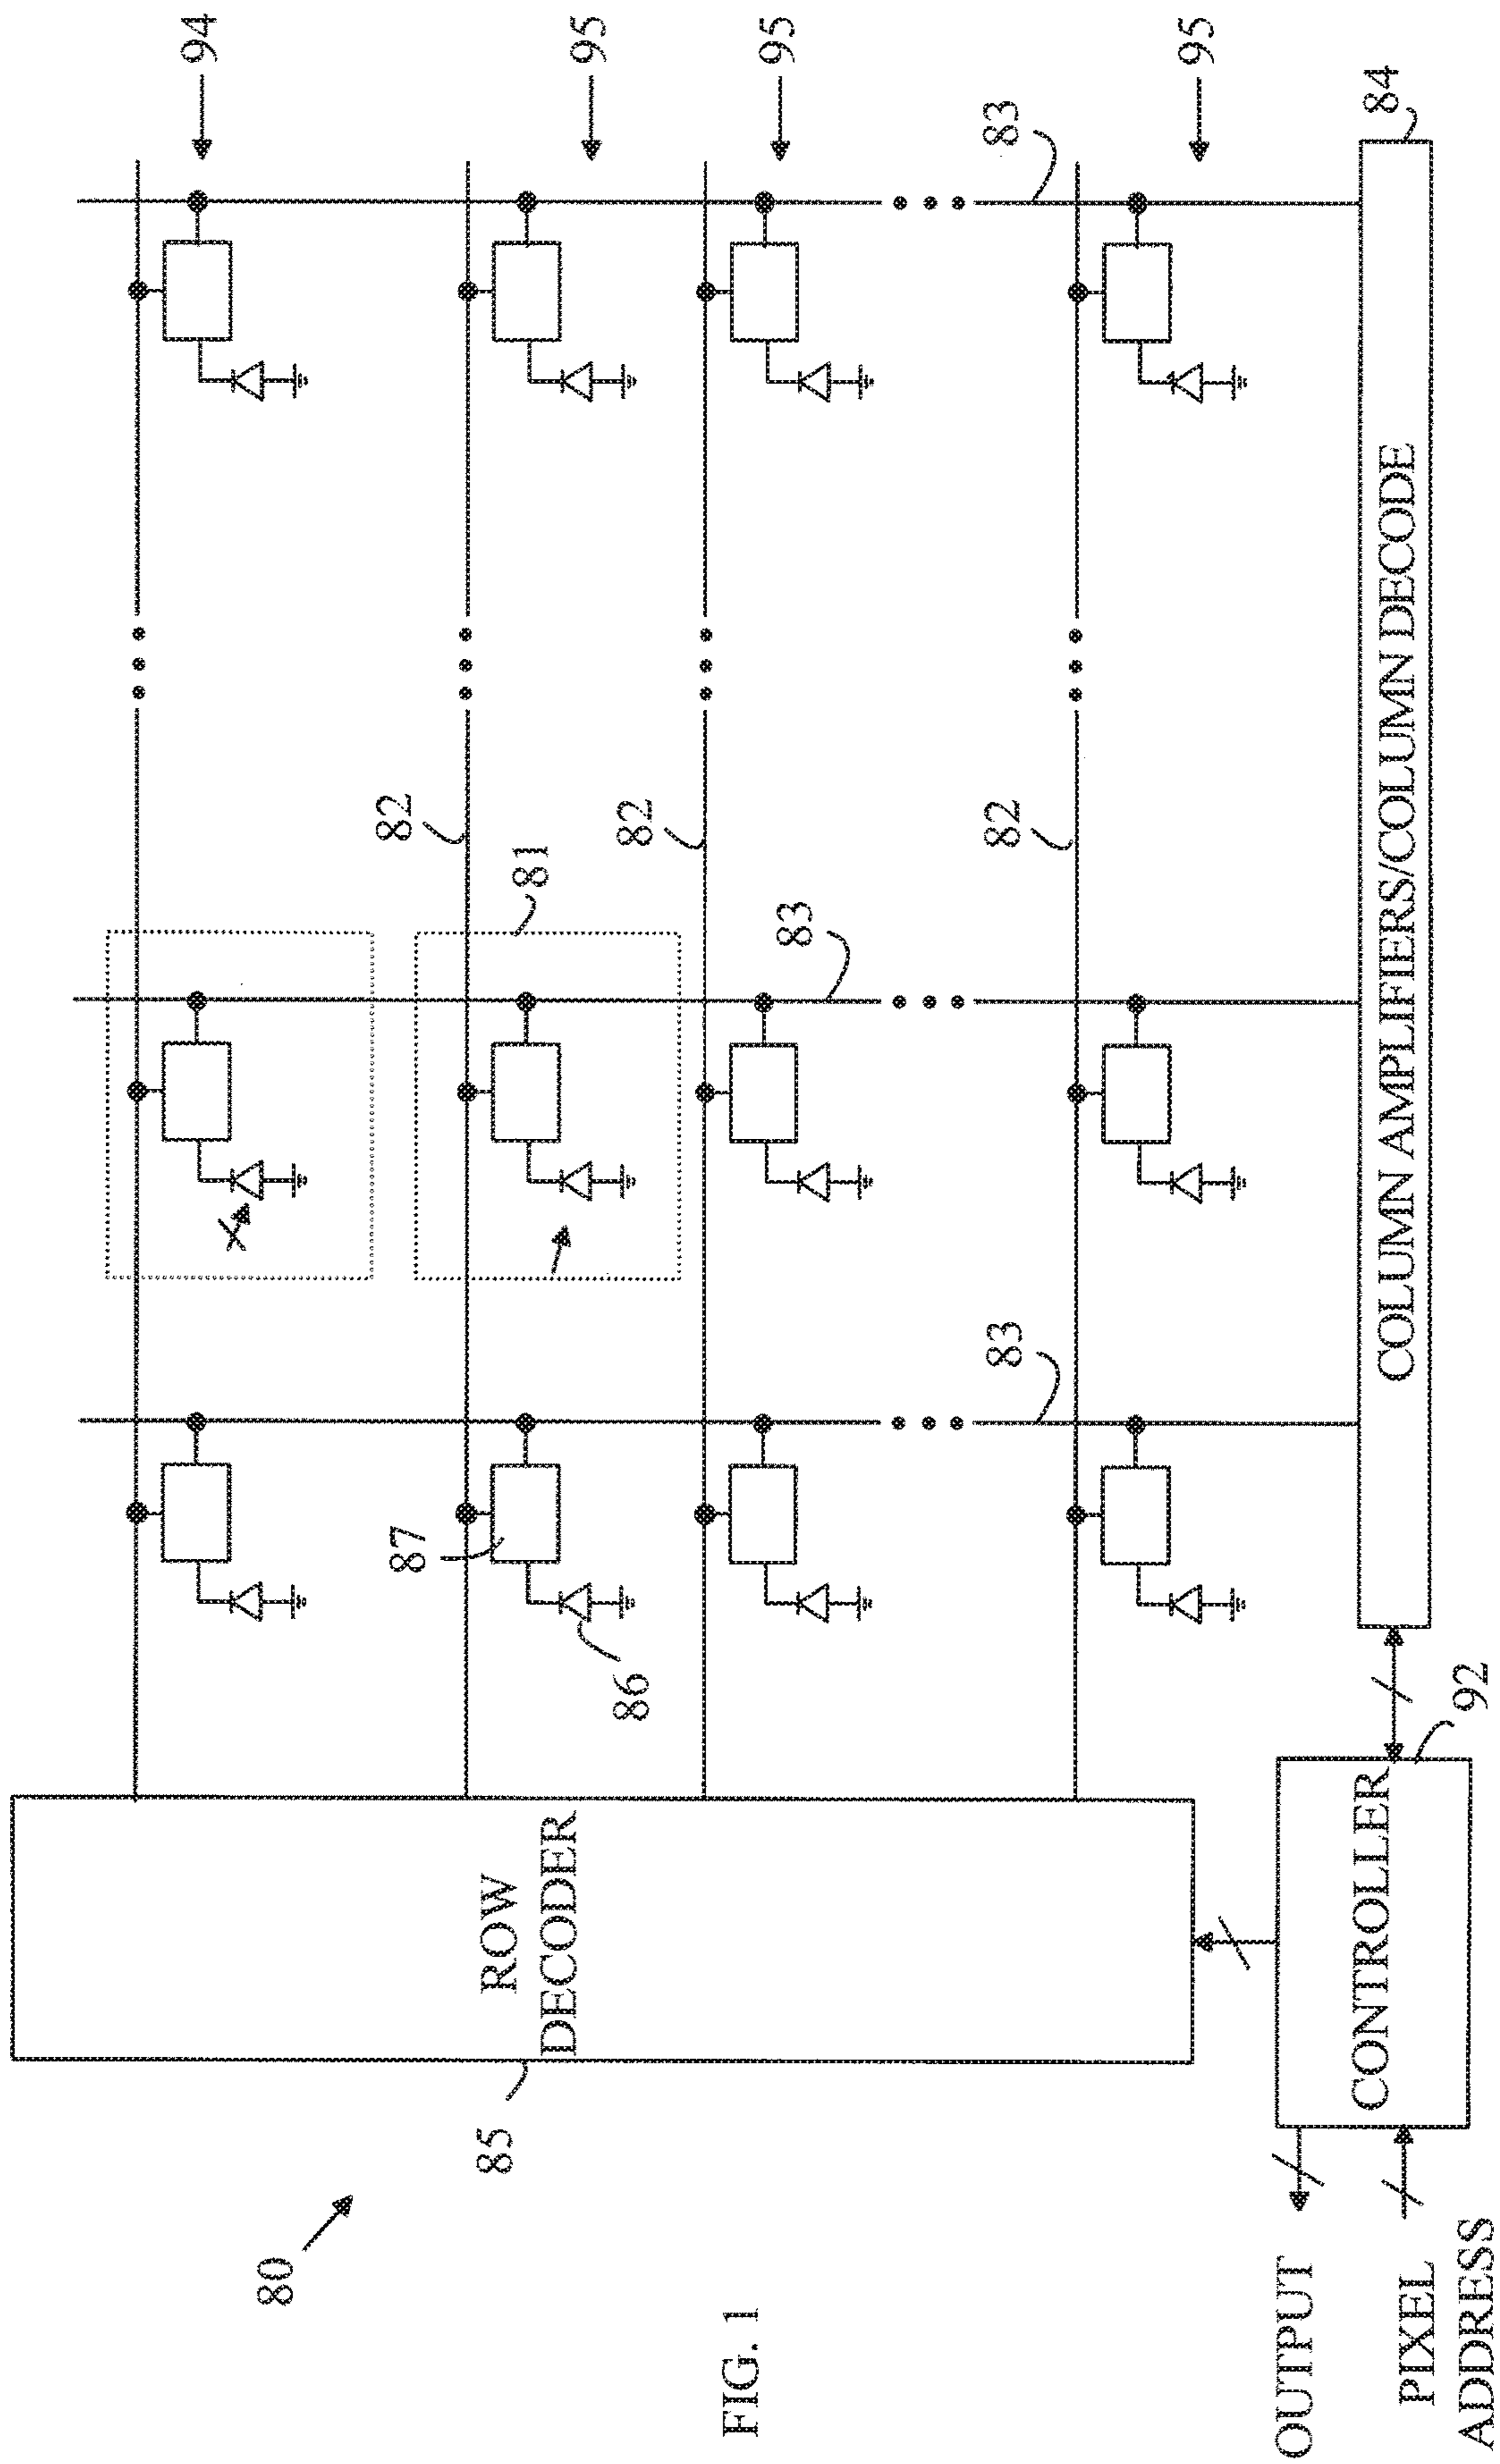 94
80
82
87
85
ROW
DECODER
81
95
86
82
FIG. 1
95
83
83
82
83
95
OUTPUT
CONTROLLER
84
COLUMN AMPLIFIERS/COLUMN DECODE
PIXEL
ADDRESS
92